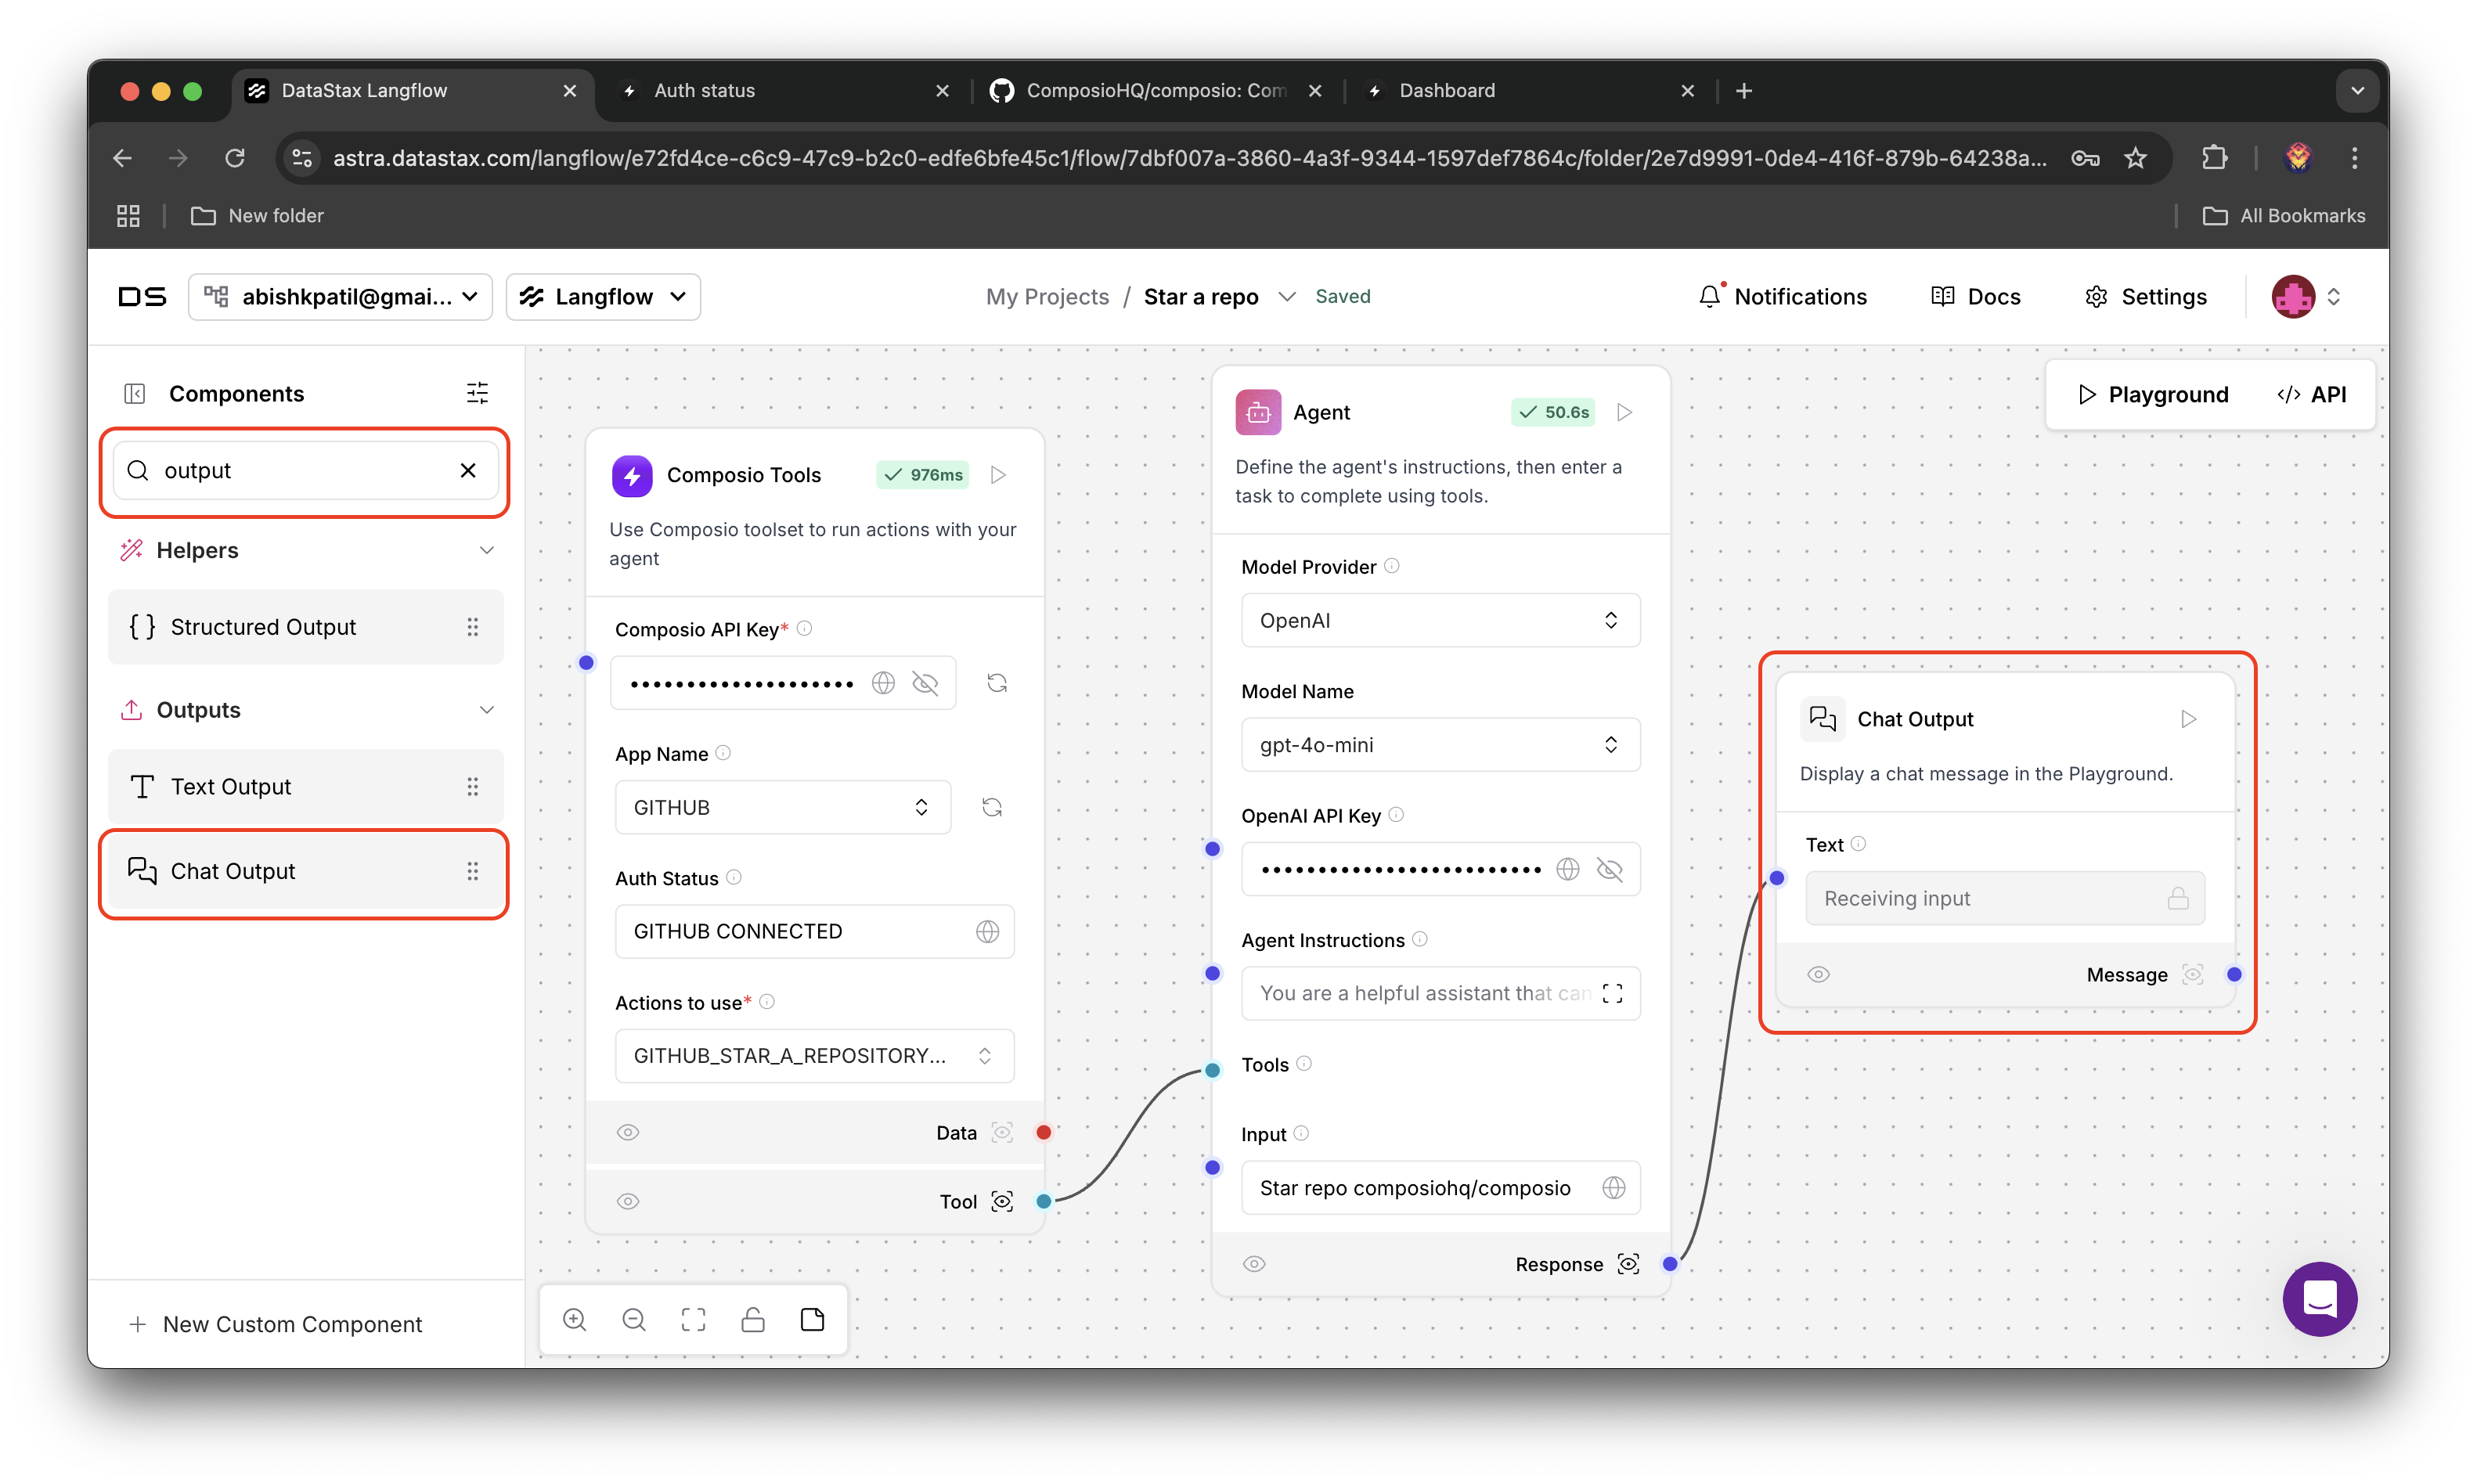 DataStax Langflow
Auth status
ComposioHQ/composio: Com
Dashboard
astra.datastax.com/langflow/e72fd4ce-c6c9-47c9-b2c0-edfe6bfe45c1/flow/7dbf007a-3860-4a3f-9344-1597def7864c/folder/2e7d9991-0de4-416f-879b-64238a...
New folder
All Bookmarks
DS
abishkpatil@gmai...
Langflow
My Projects / Star a repo
Saved
Notifications
Docs
Settings
Components
output
Helpers
Structured Output
Outputs
Text Output
Chat Output
New Custom Component
Composio Tools
976ms
Use Composio toolset to run actions with your
agent
Composio API Key*
App Name
GITHUB
Auth Status
GITHUB CONNECTED
Actions to use*
GITHUB_STAR_A_REPOSITORY...
Data
Tool
Agent
50.6s
Define the agent's instructions, then enter a
task to complete using tools.
Model Provider
OpenAI
Model Name
gpt-4o-mini
OpenAI API Key
Agent Instructions
You are a helpful assistant that can
Tools
Input
Star repo composiohq/composio
Response
Playground
</> API
Chat Output
Display a chat message in the Playground.
Text
Receiving input
Message